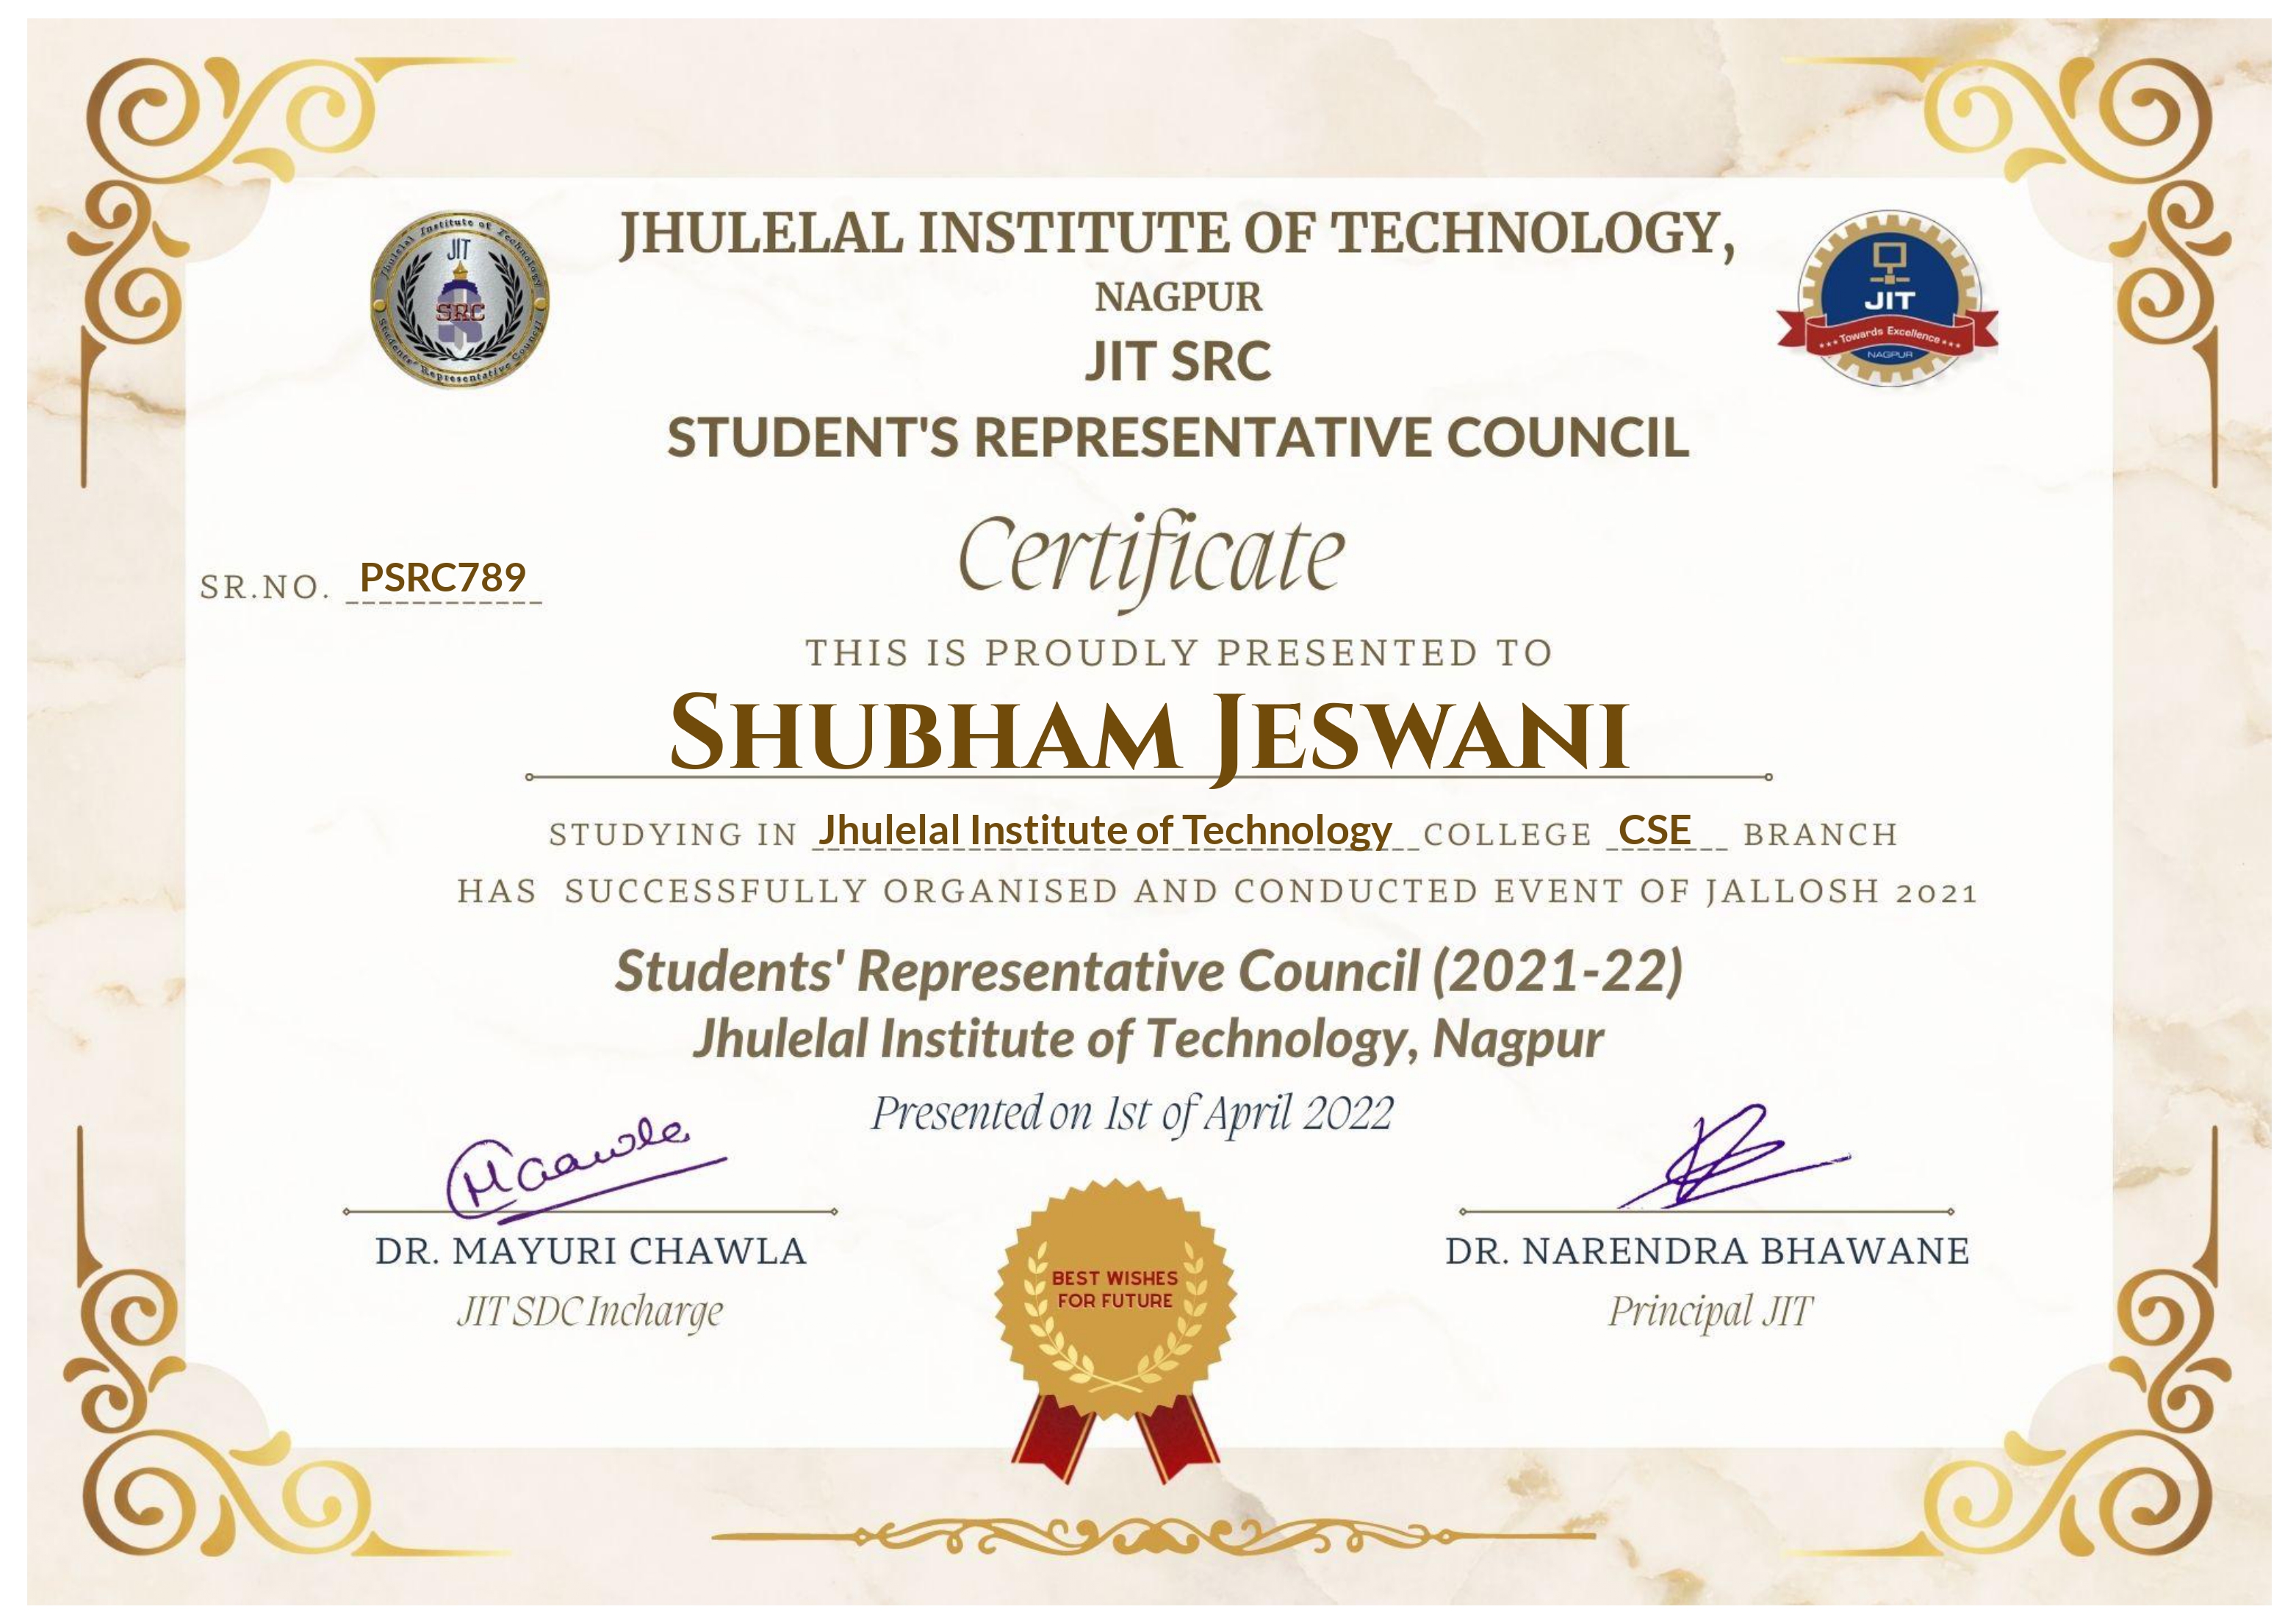 JHULELAL INSTITUTE OF TECHNOLOGY,
NAGPUR
JIT SRC
STUDENT'S REPRESENTATIVE COUNCIL
Jhulelal Institute of Technology
JIT
SRC
Students' Representative Council
JIT
Towards Excellence
NAGPUR
Certificate
SR.NO. PSRC789
THIS IS PROUDLY PRESENTED TO
SHUBHAM JESWANI
STUDYING IN Jhulelal Institute of Technology COLLEGE CSE BRANCH
HAS SUCCESSFULLY ORGANISED AND CONDUCTED EVENT OF JALLOSH 2021
Students' Representative Council (2021-22)
Jhulelal Institute of Technology, Nagpur
Presented on 1st of April 2022
DR. MAYURI CHAWLA
JIT SDC Incharge
BEST WISHES
FOR FUTURE
DR. NARENDRA BHAWANE
Principal JIT